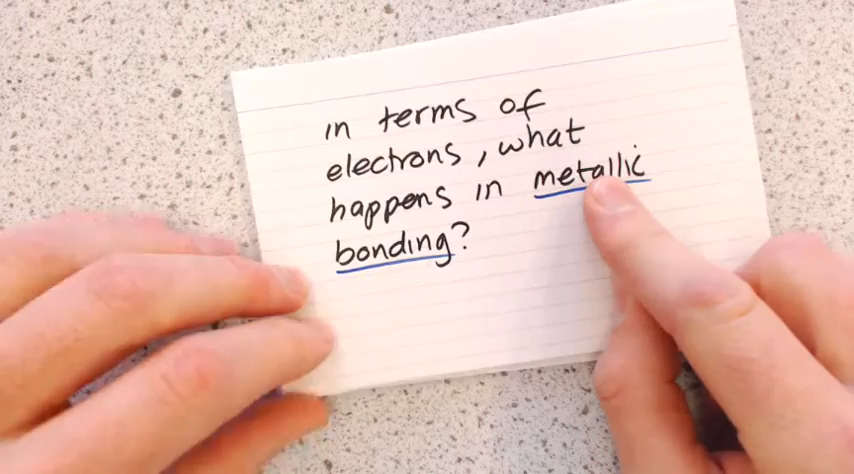 in terms of
electrons, what
happens in metallic
bonding?